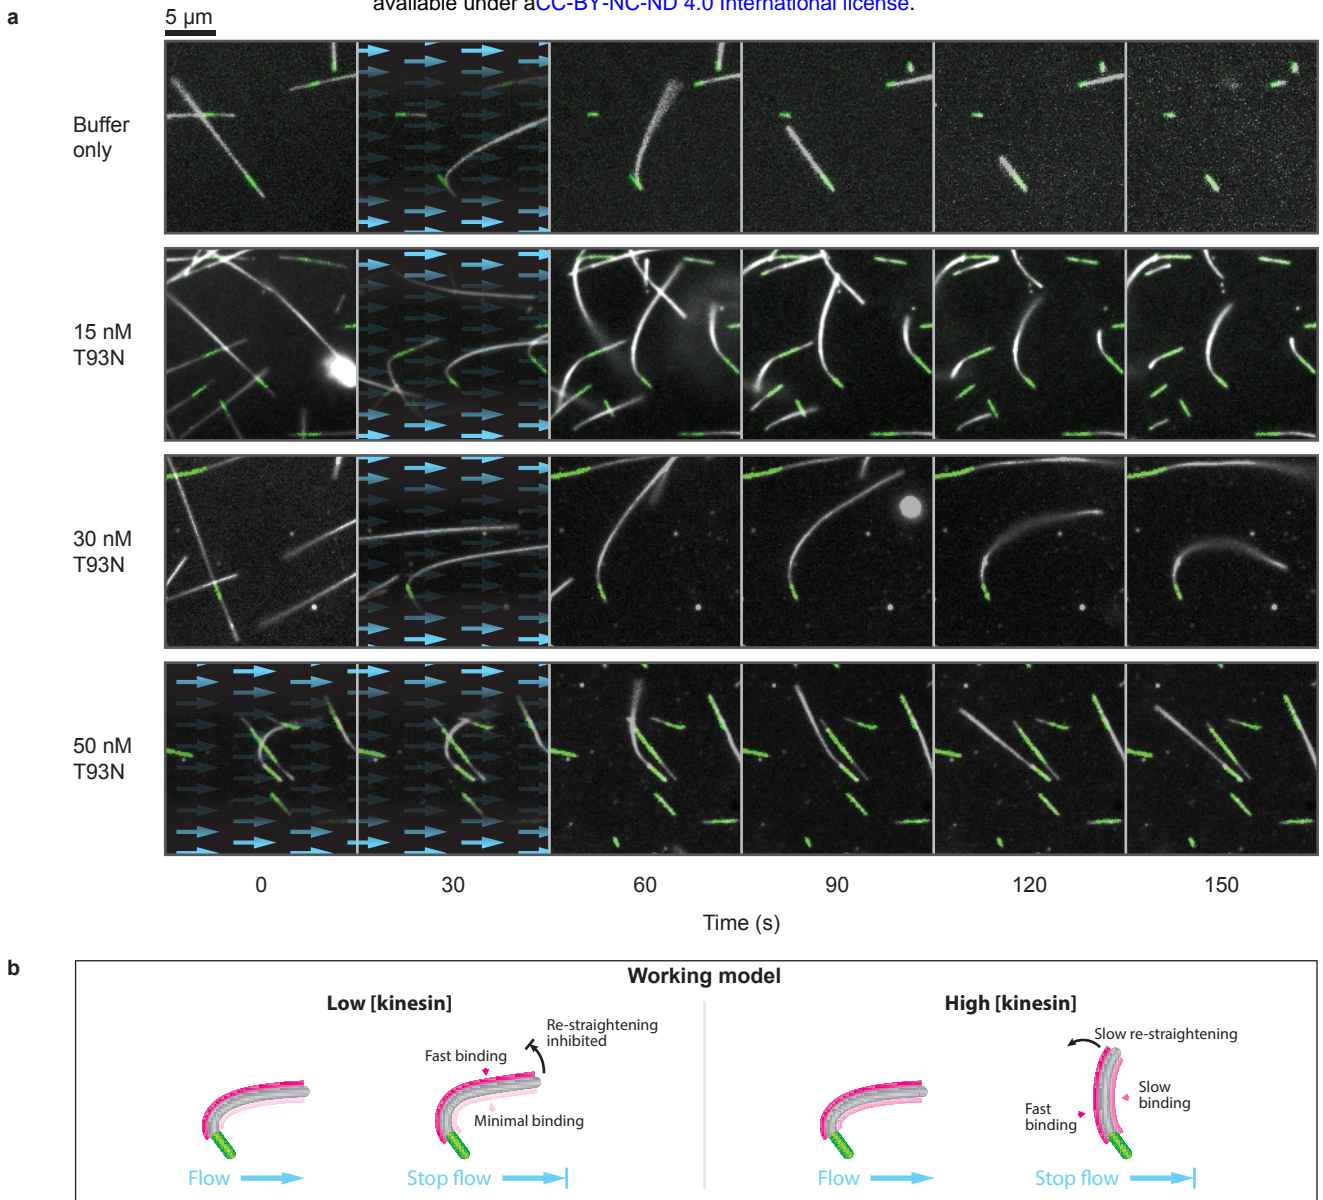 available under aCC-BY-NC-ND 4.0 International license.
a
5 µm
Buffer
only
15 nM
T93N
30 nM
T93N
50 nM
T93N
0
30
60
90
120
150
Time (s)
b
Working model
Low [kinesin]
High [kinesin]
Re-straightening
inhibited
Fast binding
Minimal binding
Flow
Stop flow
Slow re-straightening
Slow
binding
Fast
binding
Flow
Stop flow